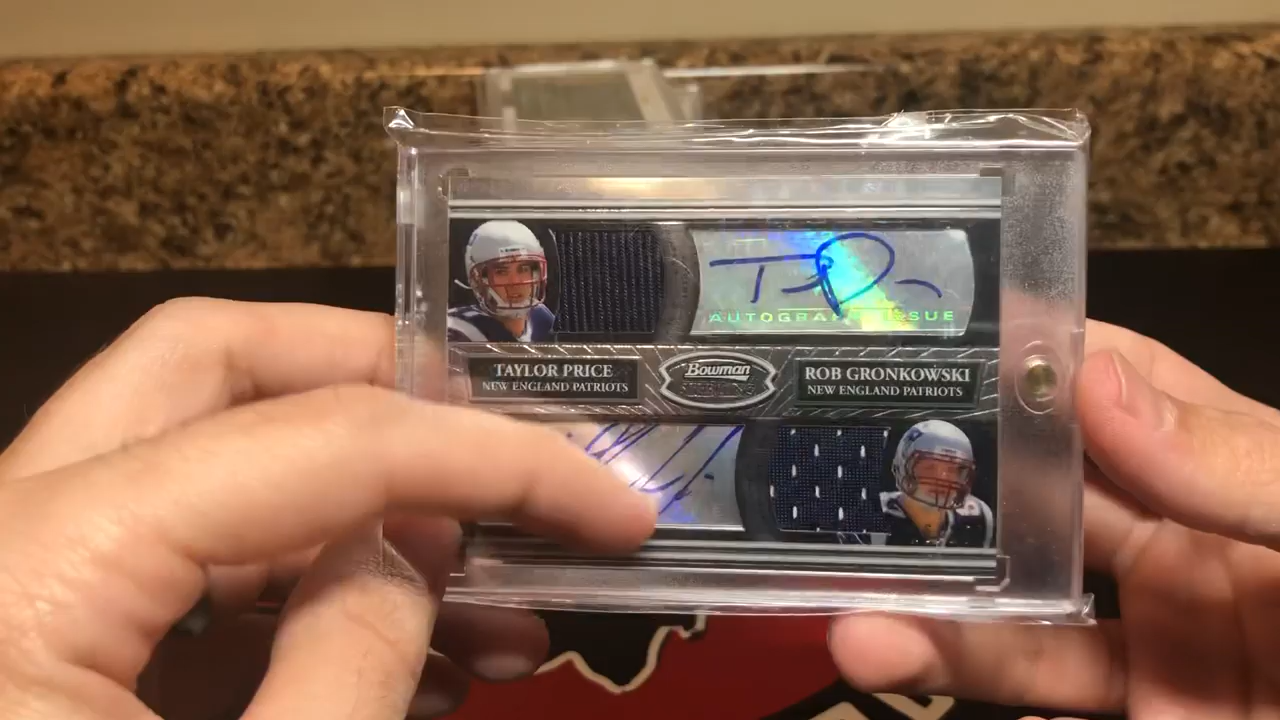 AUTOGRAPH ISSUE
TAYLOR PRICE
NEW ENGLAND PATRIOTS
Bowman
STERLING
ROB GRONKOWSKI
NEW ENGLAND PATRIOTS